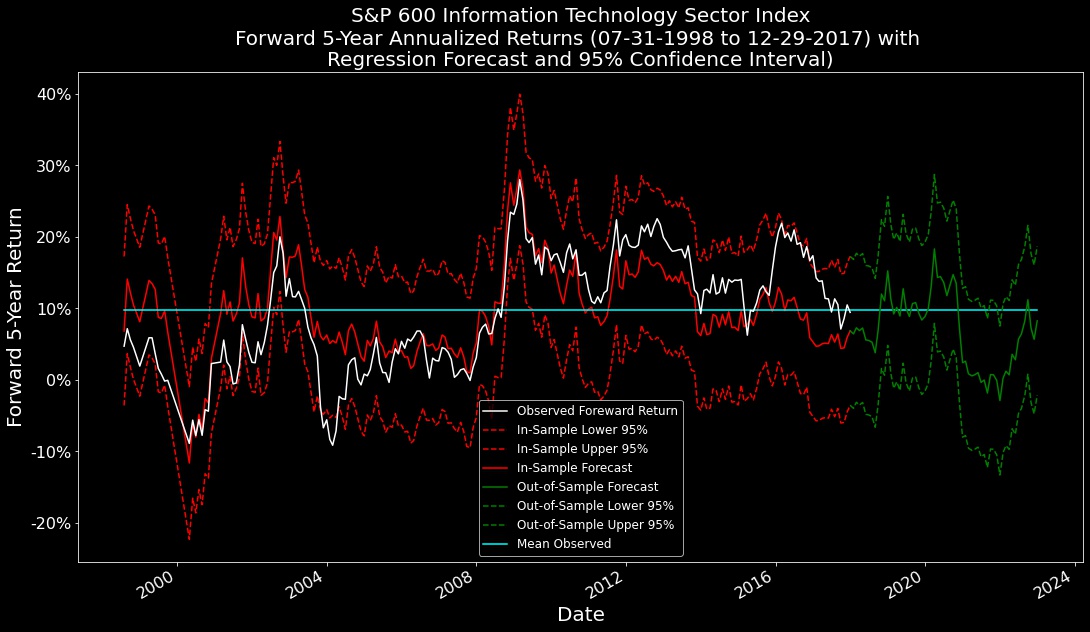 S&P 600 Information Technology Sector Index
Forward 5-Year Annualized Returns (07-31-1998 to 12-29-2017) with
Regression Forecast and 95% Confidence Interval)
Forward 5-Year Return
40%
30%
20%
10%
0%
-10%
-20%
Observed Foreward Return
In-Sample Lower 95%
In-Sample Upper 95%
In-Sample Forecast
Out-of-Sample Forecast
Out-of-Sample Lower 95%
Out-of-Sample Upper 95%
Mean Observed
2000
2004
2008
2012
2016
2020
2024
Date